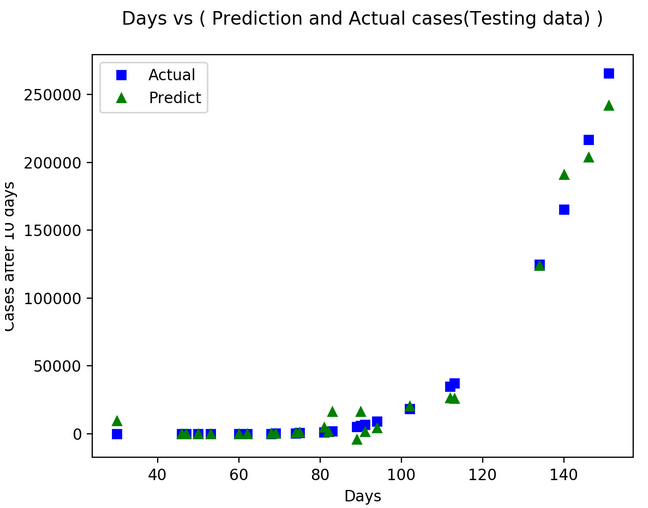 Days vs ( Prediction and Actual cases(Testing data) )
Actual
Predict
Cases after 10 days
250000
200000
150000
100000
50000
0
40 60 80 100 120 140
Days